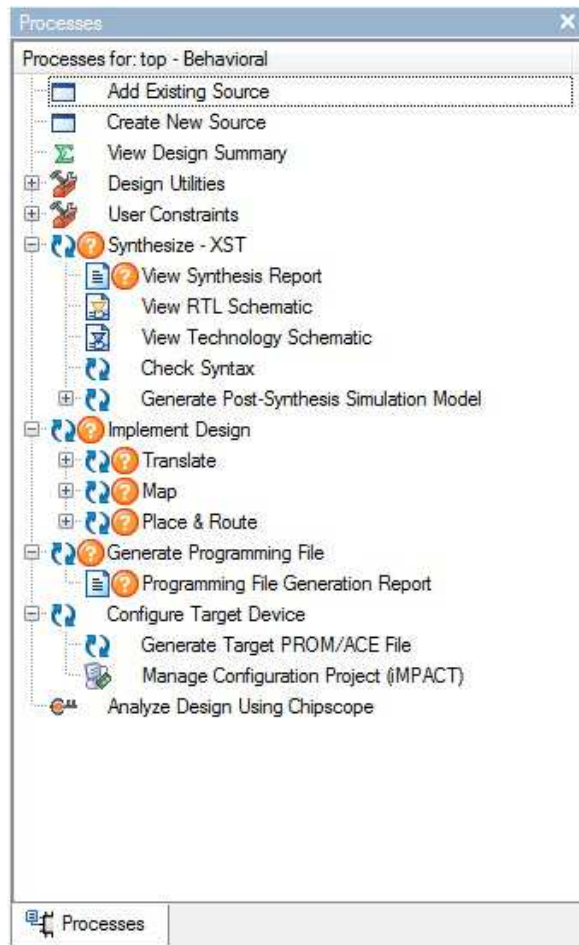 Processes
Processes for: top - Behavioral
Add Existing Source
Create New Source
View Design Summary
Design Utilities
User Constraints
Synthesize - XST
View Synthesis Report
View RTL Schematic
View Technology Schematic
Check Syntax
Generate Post-Synthesis Simulation Model
Implement Design
Translate
Map
Place & Route
Generate Programming File
Programming File Generation Report
Configure Target Device
Generate Target PROM/ACE File
Manage Configuration Project (iMPACT)
Analyze Design Using Chipscope
Processes